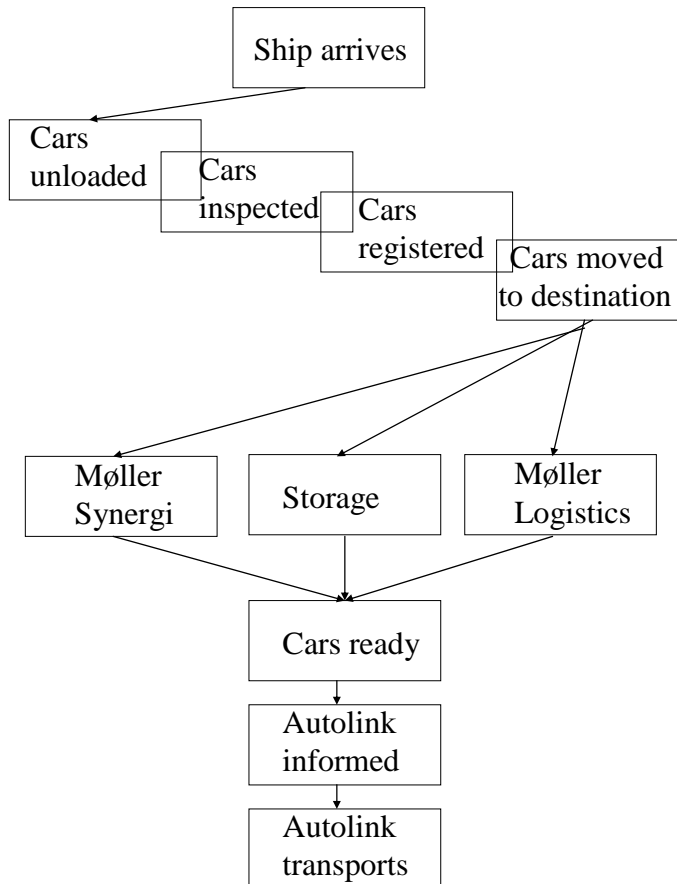 Ship arrives
Cars
unloaded
Cars
inspected
Cars
registered
Cars moved
to destination
Møller
Synergi
Storage
Møller
Logistics
Cars ready
Autolink
informed
Autolink
transports